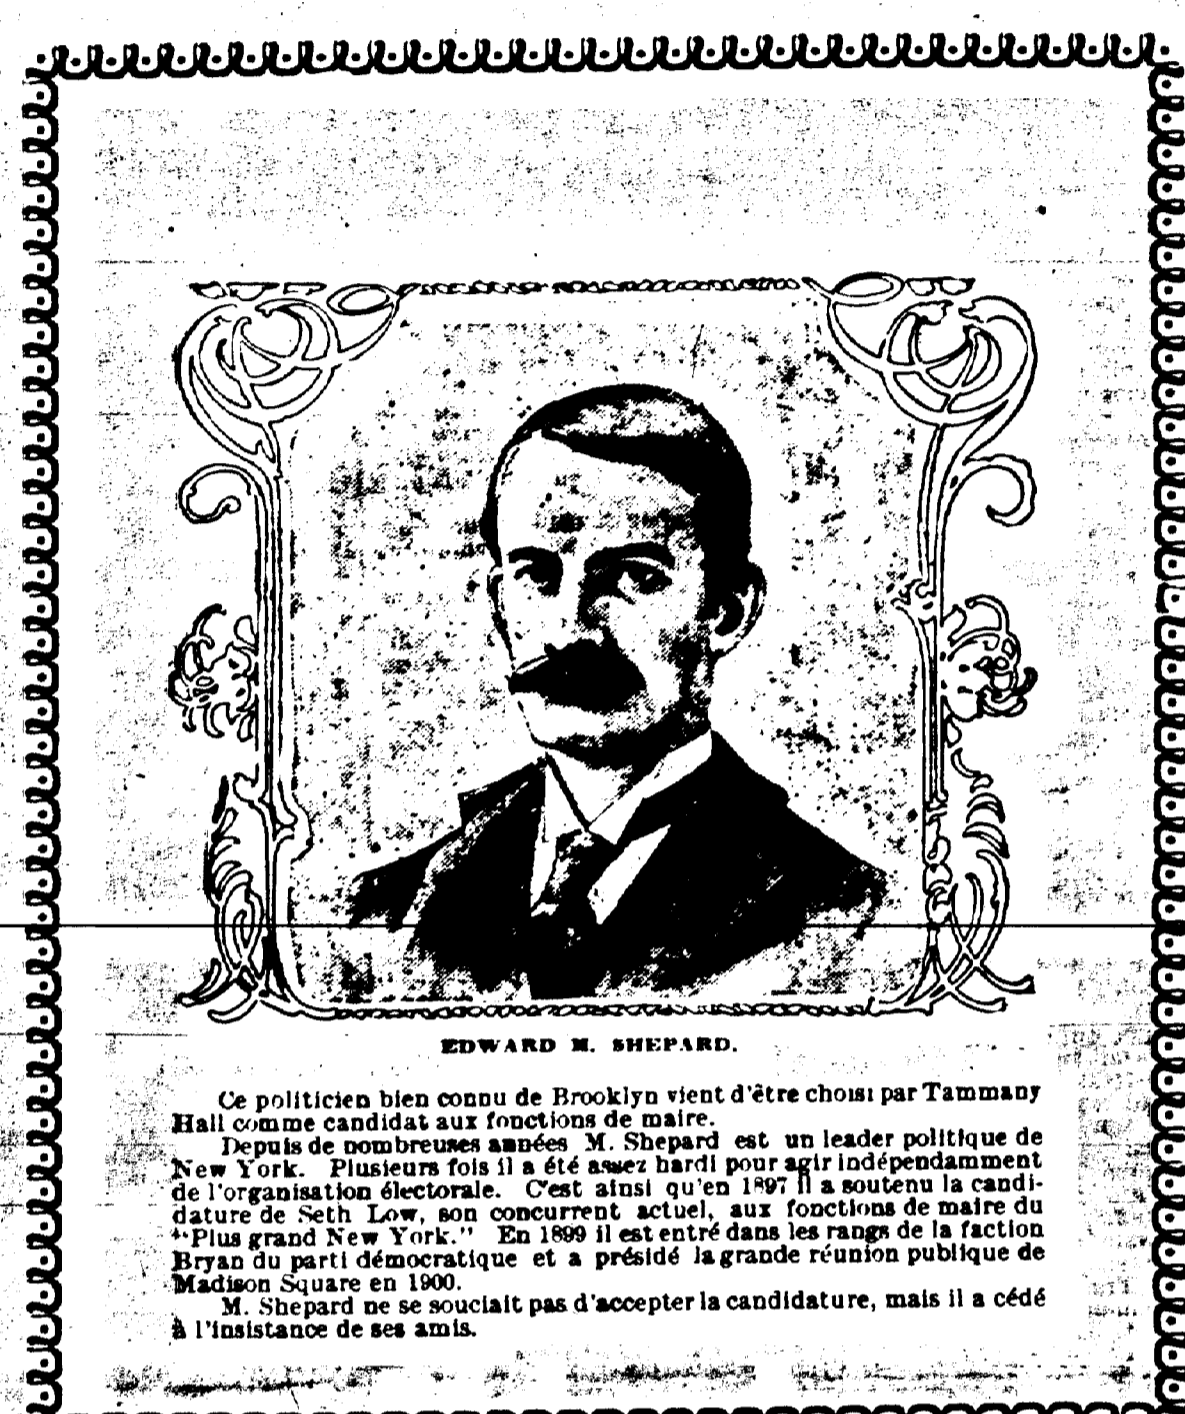 EDWARD M. SHEPARD.
Ce politicien bien connu de Brooklyn vient d'être choisi par Tammany
Hall comme candidat aux fonctions de maire.
Depuis de nombreuses années M. Shepard est un leader politique de
New York. Plusieurs fois il a été assez hardi pour agir indépendamment
de l'organisation électorale. C'est ainsi qu'en 1897 il a soutenu la candi-
dature de Seth Low, son concurrent actuel, aux fonctions de maire du
"Plus grand New York." En 1899 il est entré dans les rangs de la faction
Bryan du parti démocratique et a présidé la grande réunion publique de
Madison Square en 1900.
M. Shepard ne se souciait pas d'accepter la candidature, mais il a cédé
à l'insistance de ses amis.